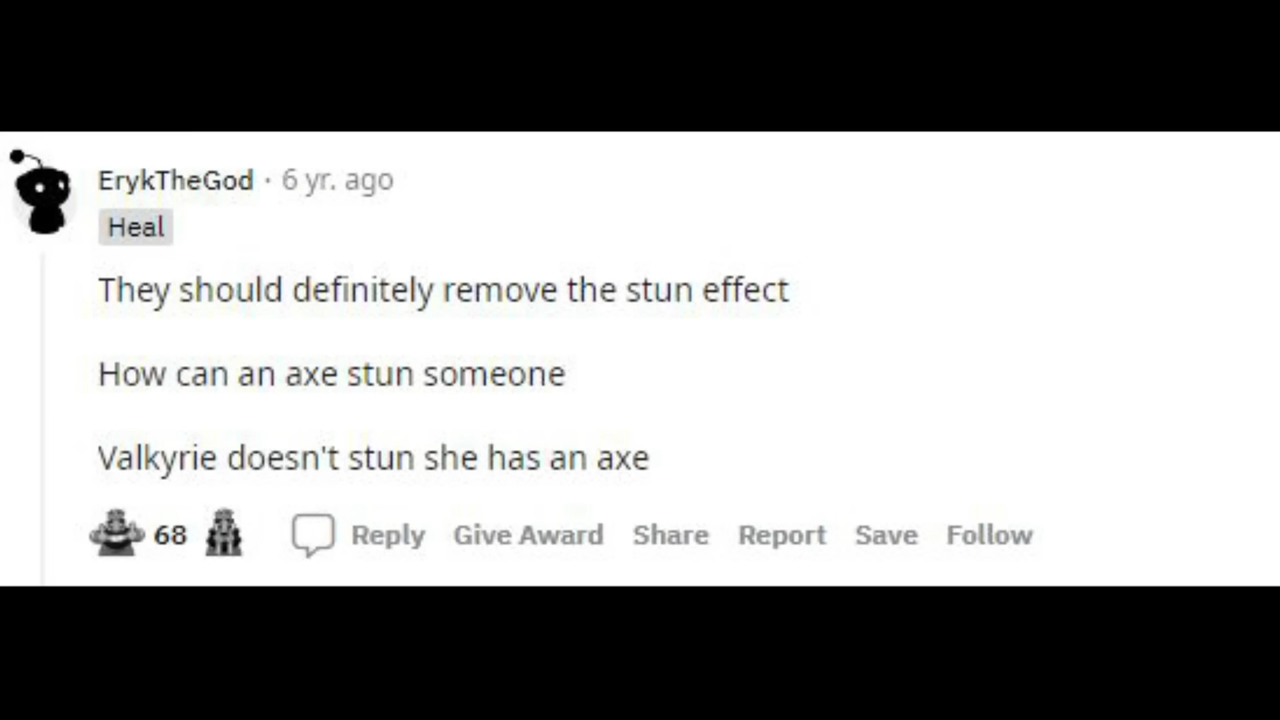 ErykTheGod · 6 yr. ago
Heal
They should definitely remove the stun effect
How can an axe stun someone
Valkyrie doesn't stun she has an axe
68 Reply Give Award Share Report Save Follow